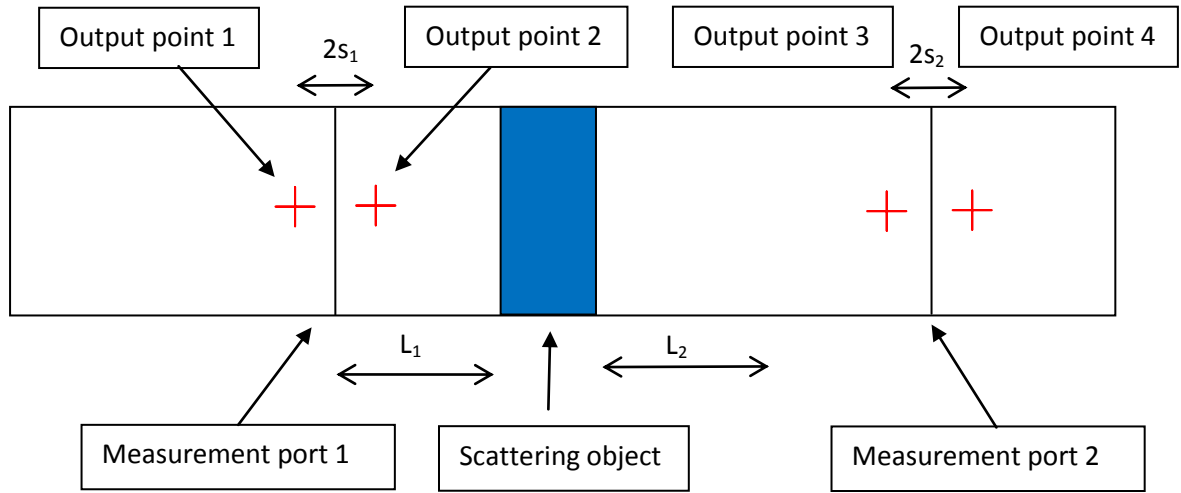 Output point 1
Output point 2
Output point 3
Output point 4
2s₁
2s₂
L₁
L₂
Measurement port 1
Scattering object
Measurement port 2